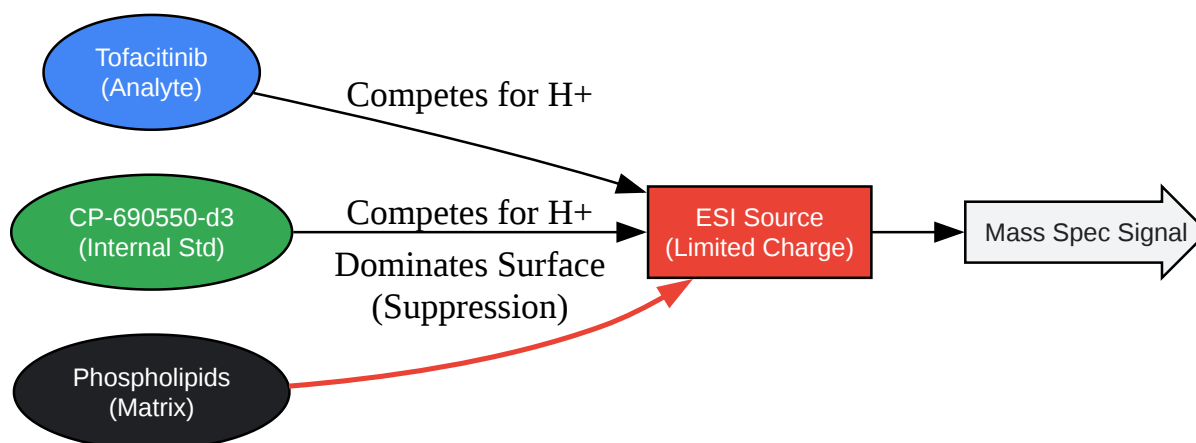 Tofacitinib
(Analyte)
Competes for H+
CP-690550-d3
(Internal Std)
Competes for H+
Dominates Surface
(Suppression)
ESI Source
(Limited Charge)
Mass Spec Signal
Phospholipids
(Matrix)